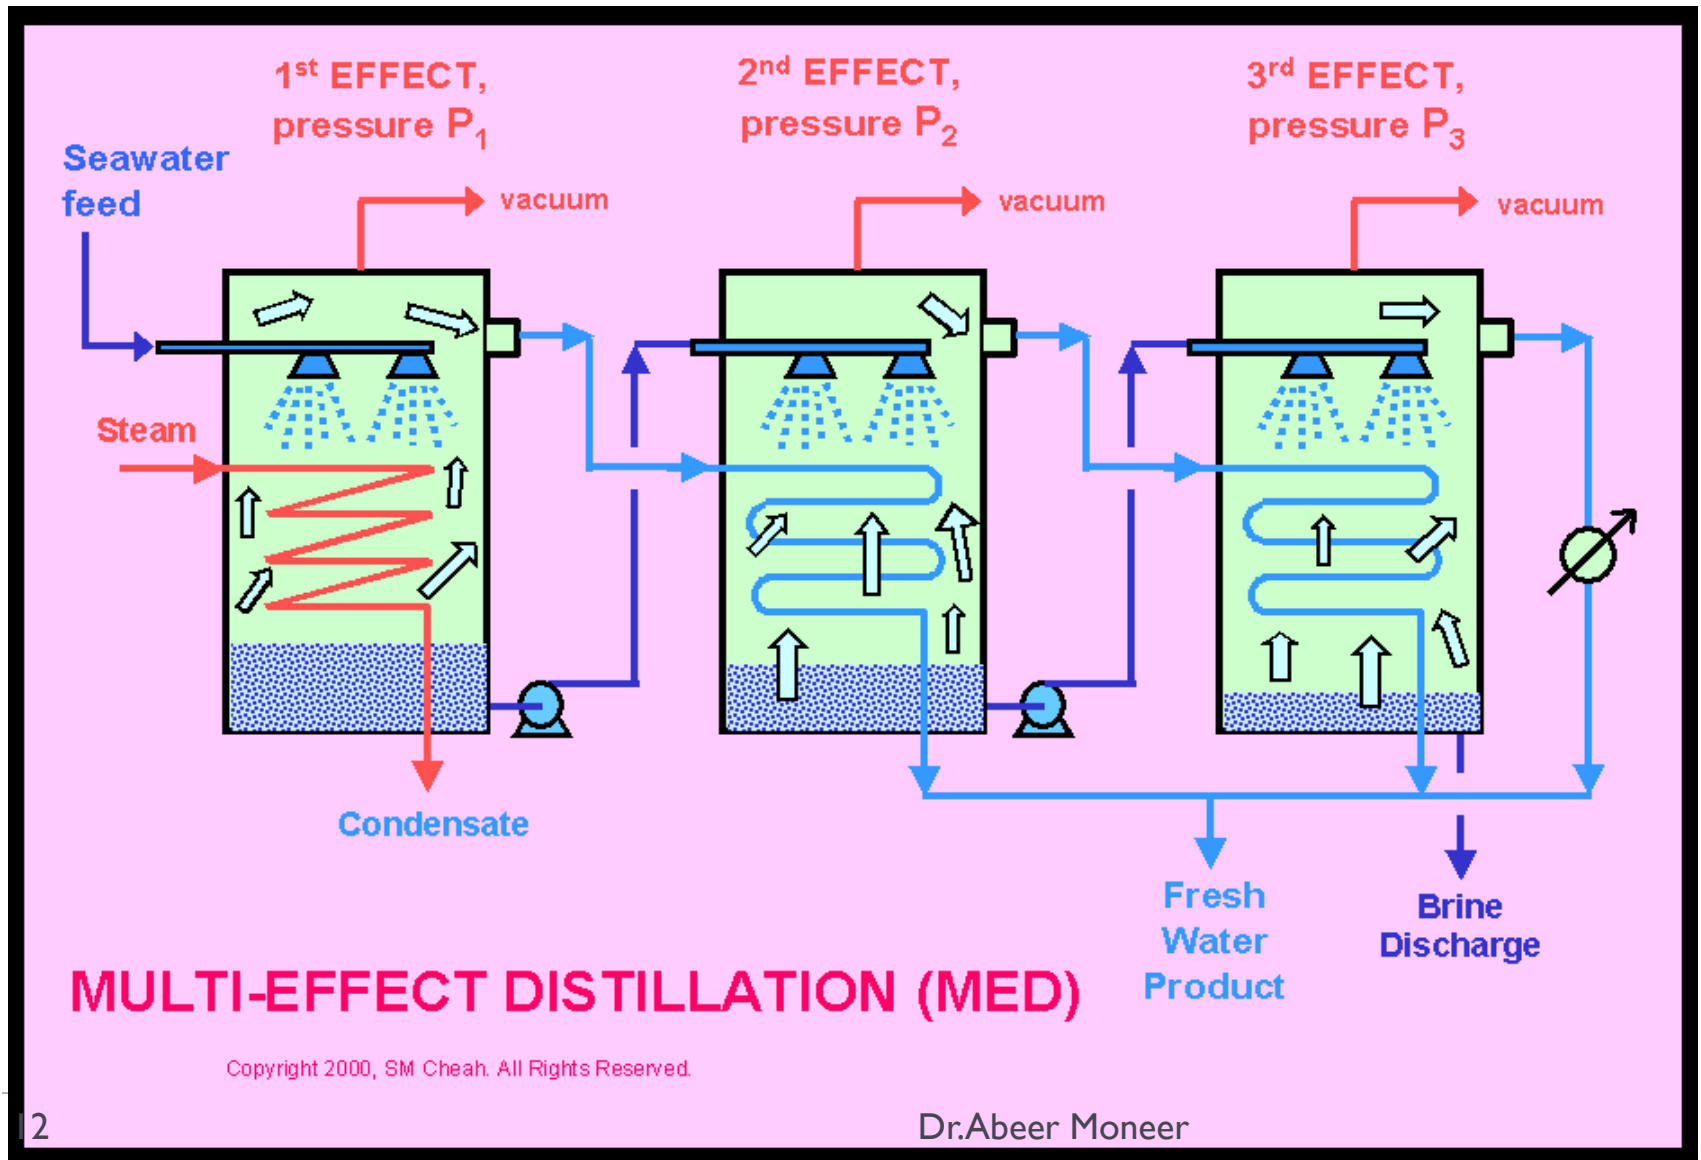 1st EFFECT,
pressure P1
2nd EFFECT,
pressure P2
3rd EFFECT,
pressure P3
Seawater
feed
vacuum
vacuum
vacuum
Steam
Condensate
Fresh
Water
Product
Brine
Discharge
MULTI-EFFECT DISTILLATION (MED)
Copyright 2000, SM Cheah. All Rights Reserved.
12
Dr.Abeer Moneer